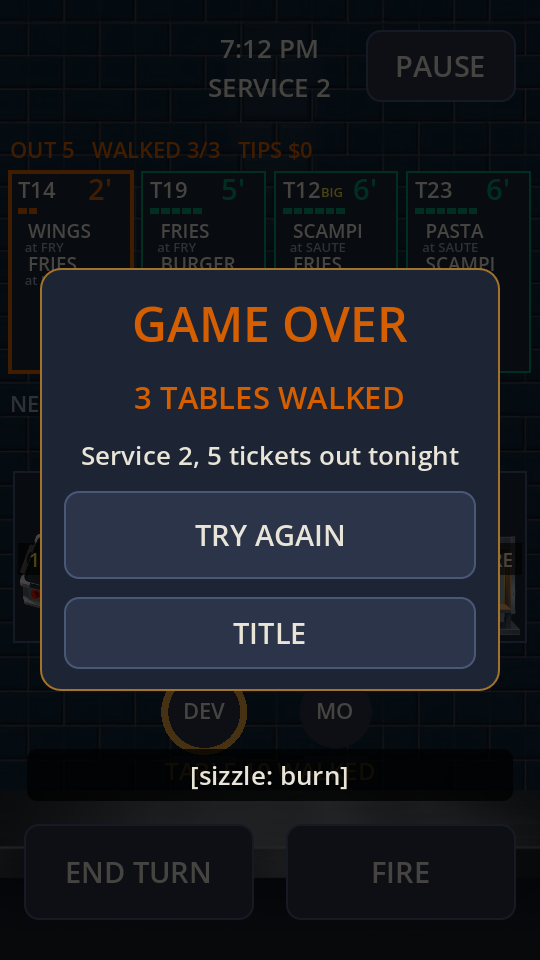 7:12 PM
PAUSE
SERVICE 2
OUT 5 WALKED 3/3 TIPS $0
T14 2'
WINGS
at FRY
FRIES
at
T19 5'
FRIES
at FRY
BURGER
T12 BIG 6'
SCAMPI
at SAUTE
FRIES
T23 6'
PASTA
at SAUTE
SCAMPI
GAME OVER
3 TABLES WALKED
Service 2, 5 tickets out tonight
TRY AGAIN
TITLE
DEV
MO
[sizzle: burn]
END TURN
FIRE